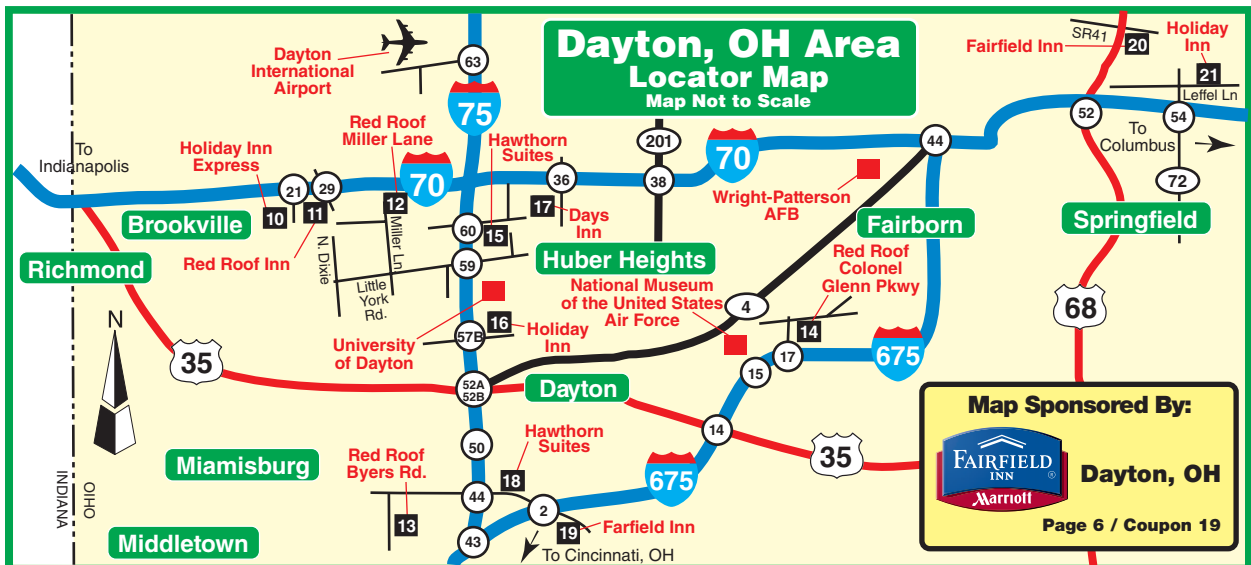 Dayton, OH Area
Locator Map
Map Not to Scale
Dayton
International
Airport
63
75
SR41
Fairfield Inn
20
Holiday
Inn
21
Leffel Ln
52
54
To
Columbus
72
Springfield
68
To
Indianapolis
Holiday Inn
Express
Red Roof
Miller Lane
Hawthorn
Suites
201
70
44
21
29
70
36
38
10
11
12
Brookville
Red Roof Inn
N. Dixie
Miller Ln
60
15
17
Days
Inn
Wright-Patterson
AFB
Fairborn
Richmond
59
Huber Heights
Little
York
Rd.
National Museum
of the United States
Air Force
Red Roof
Colonel
Glenn Pkwy
4
14
N
35
University
of Dayton
57B
16
Holiday
Inn
17
15
675
52A
52B
Dayton
14
35
Miamisburg
50
Red Roof
Byers Rd.
Hawthorn
Suites
18
675
44
13
2
19
Farfield Inn
43
To Cincinnati, OH
Middletown
INDIANA
OIHO
Map Sponsored By:
FAIRFIELD
INN
®
Marriott
Dayton, OH
Page 6 / Coupon 19